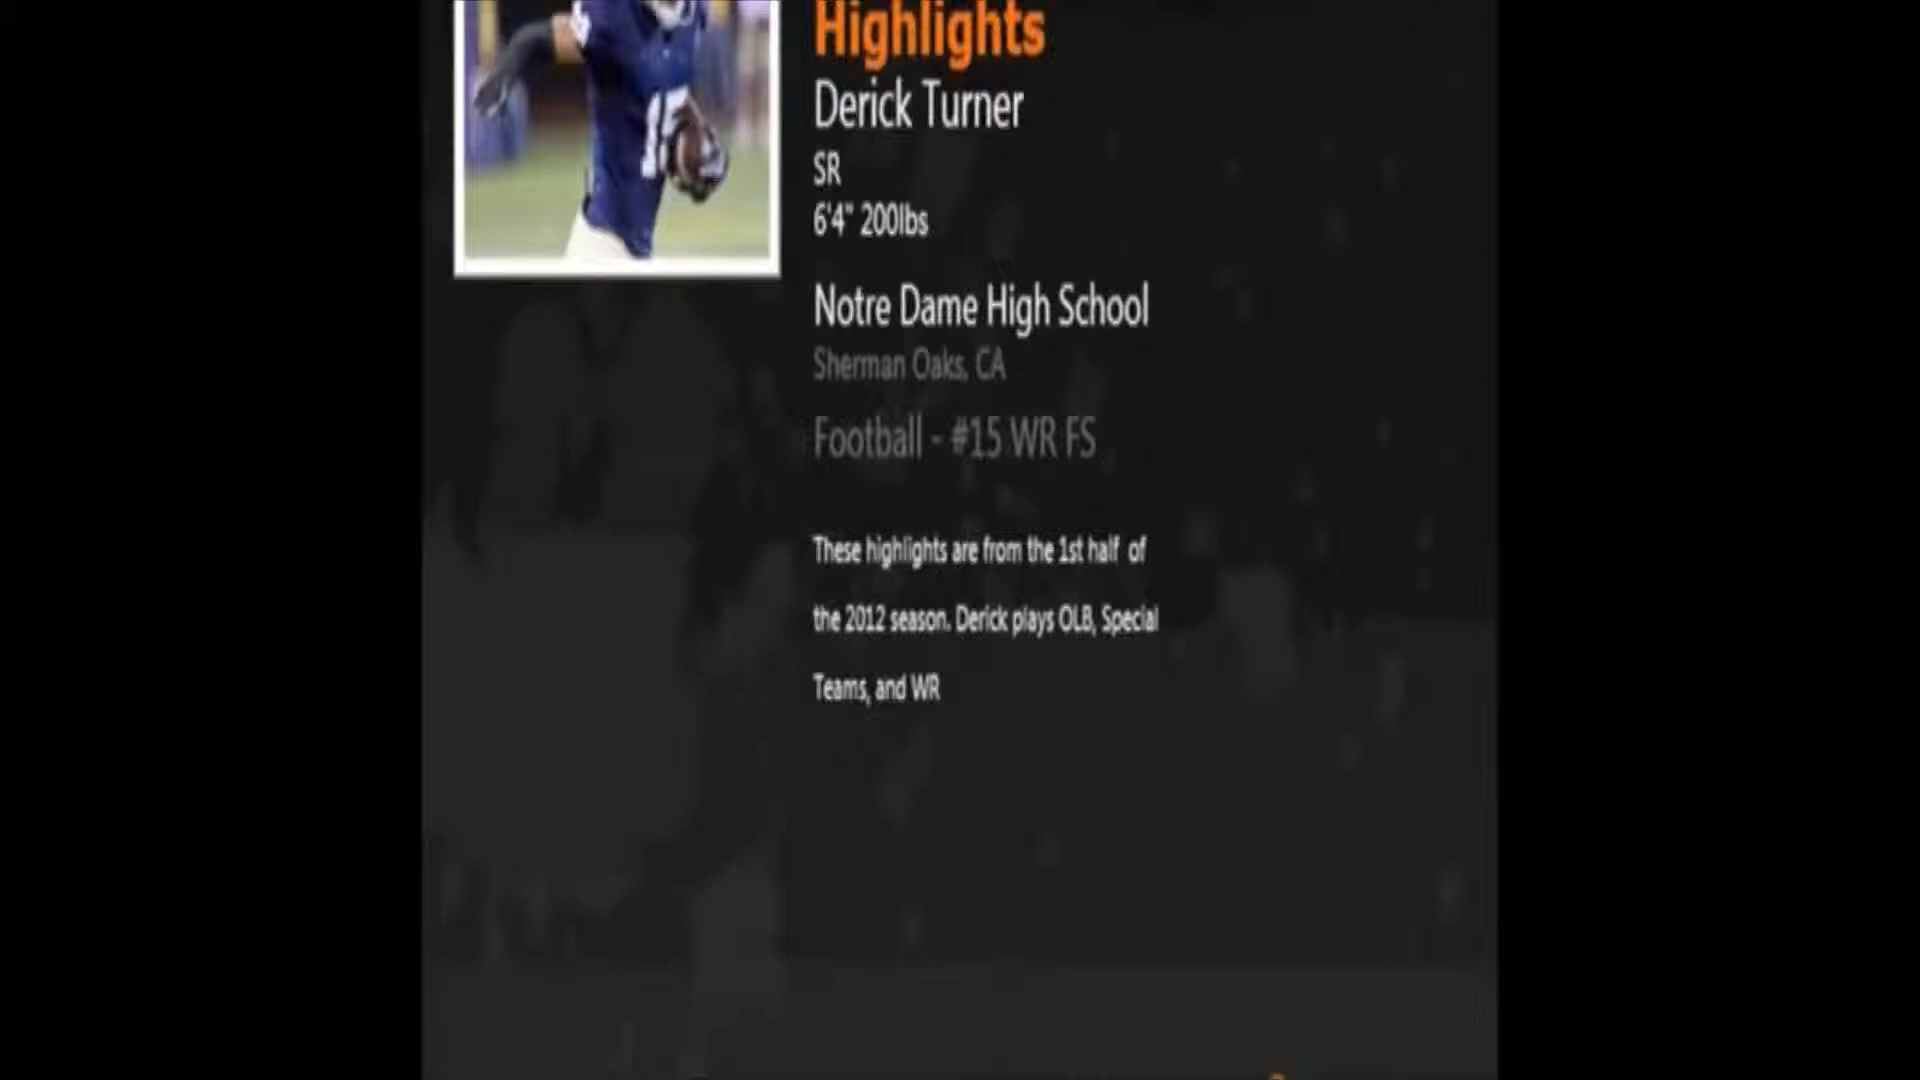 Highlights
Derick Turner
SR
6'4" 200lbs
Notre Dame High School
Sherman Oaks, CA
Football - #15 WR FS
These highlights are from the 1st half of
the 2012 season. Derick plays OLB, Special
Teams, and WR
15